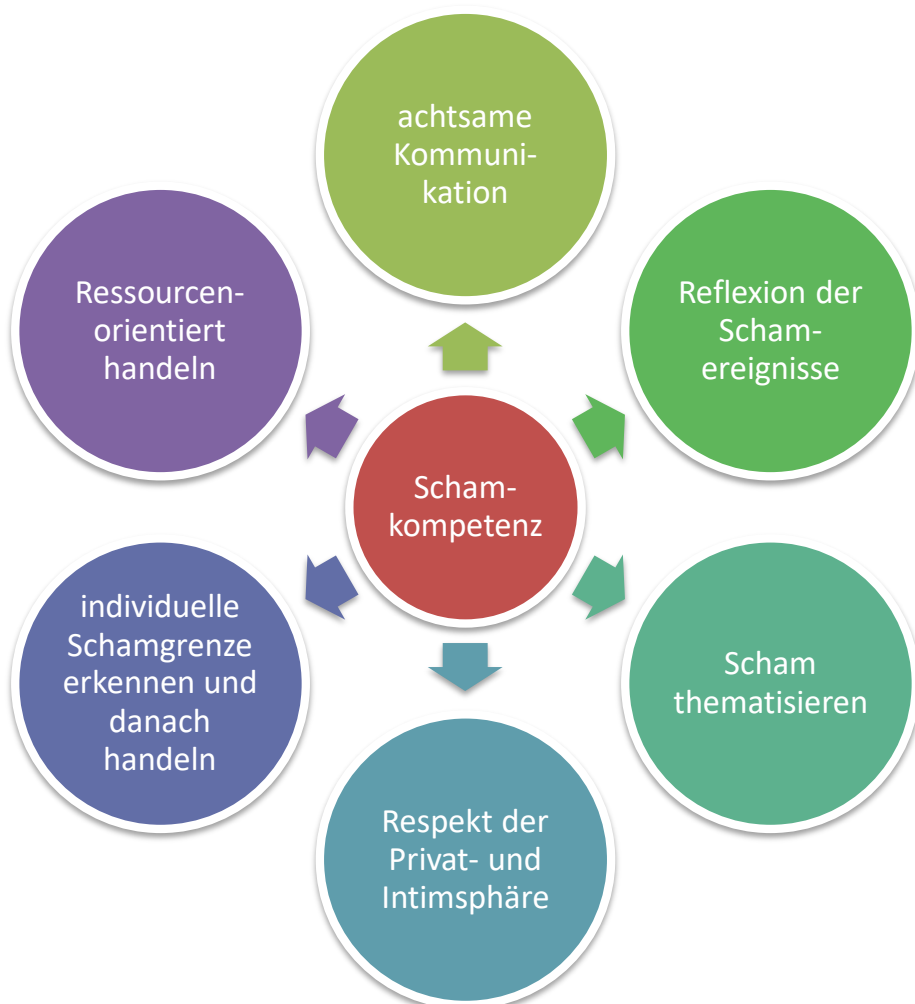 achtsame
Kommuni-
kation
Reflexion der
Scham-
ereignisse
Scham
thematisieren
Respekt der
Privat- und
Intimsphäre
individuelle
Schamgrenze
erkennen und
danach
handeln
Ressourcen-
orientiert
handeln
Scham-
kompetenz